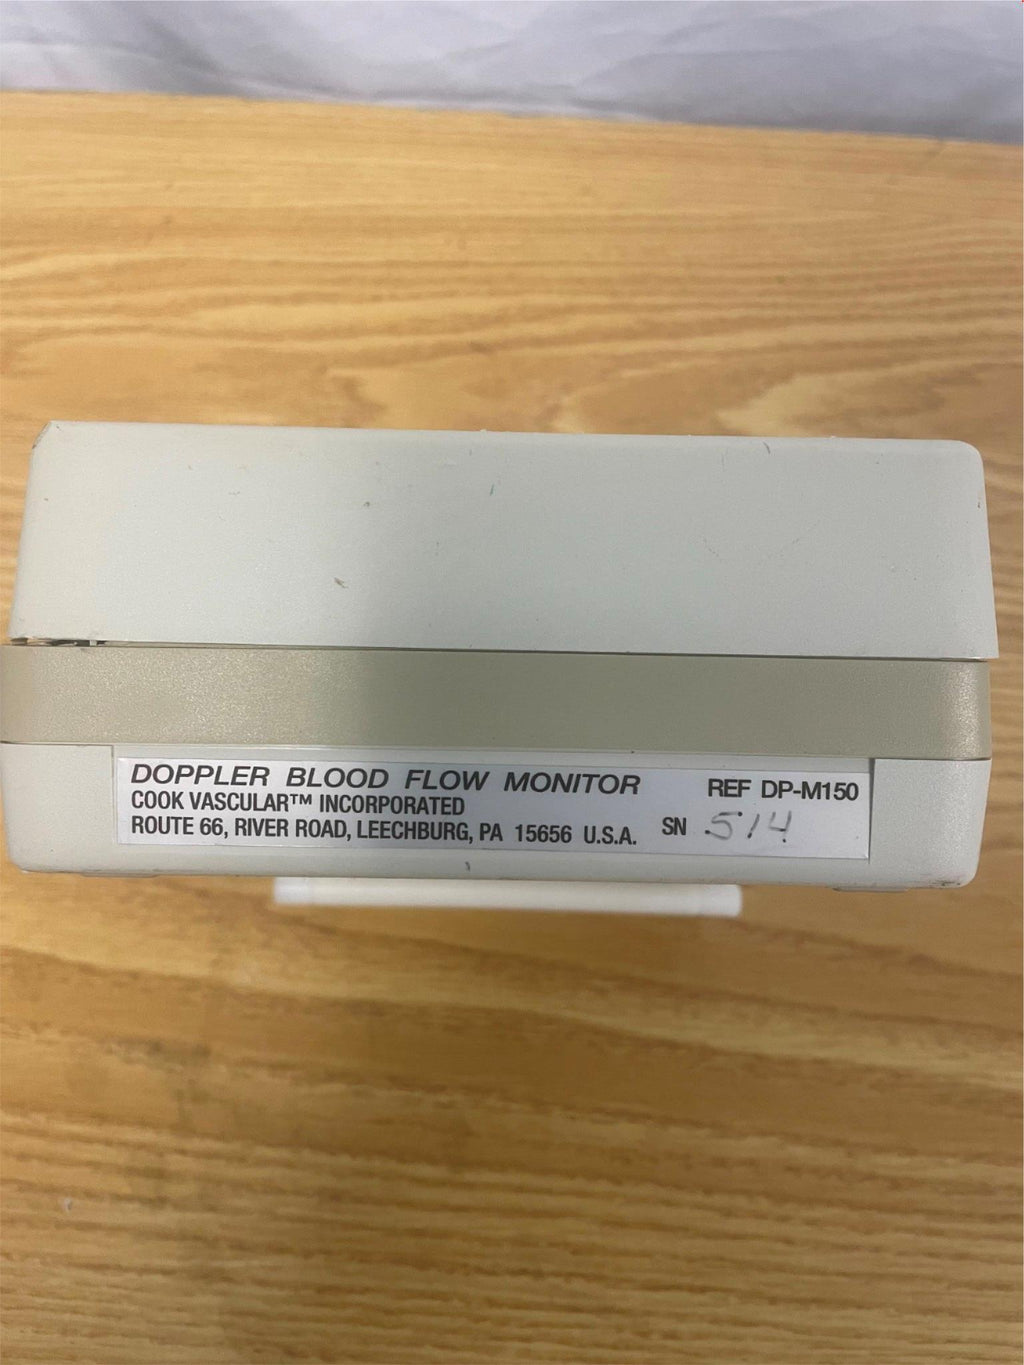 DOPPLER BLOOD FLOW MONITOR REF DP-M150
COOK VASCULAR™ INCORPORATED
ROUTE 66, RIVER ROAD, LEECHBURG, PA 15656 U.S.A. SN 514